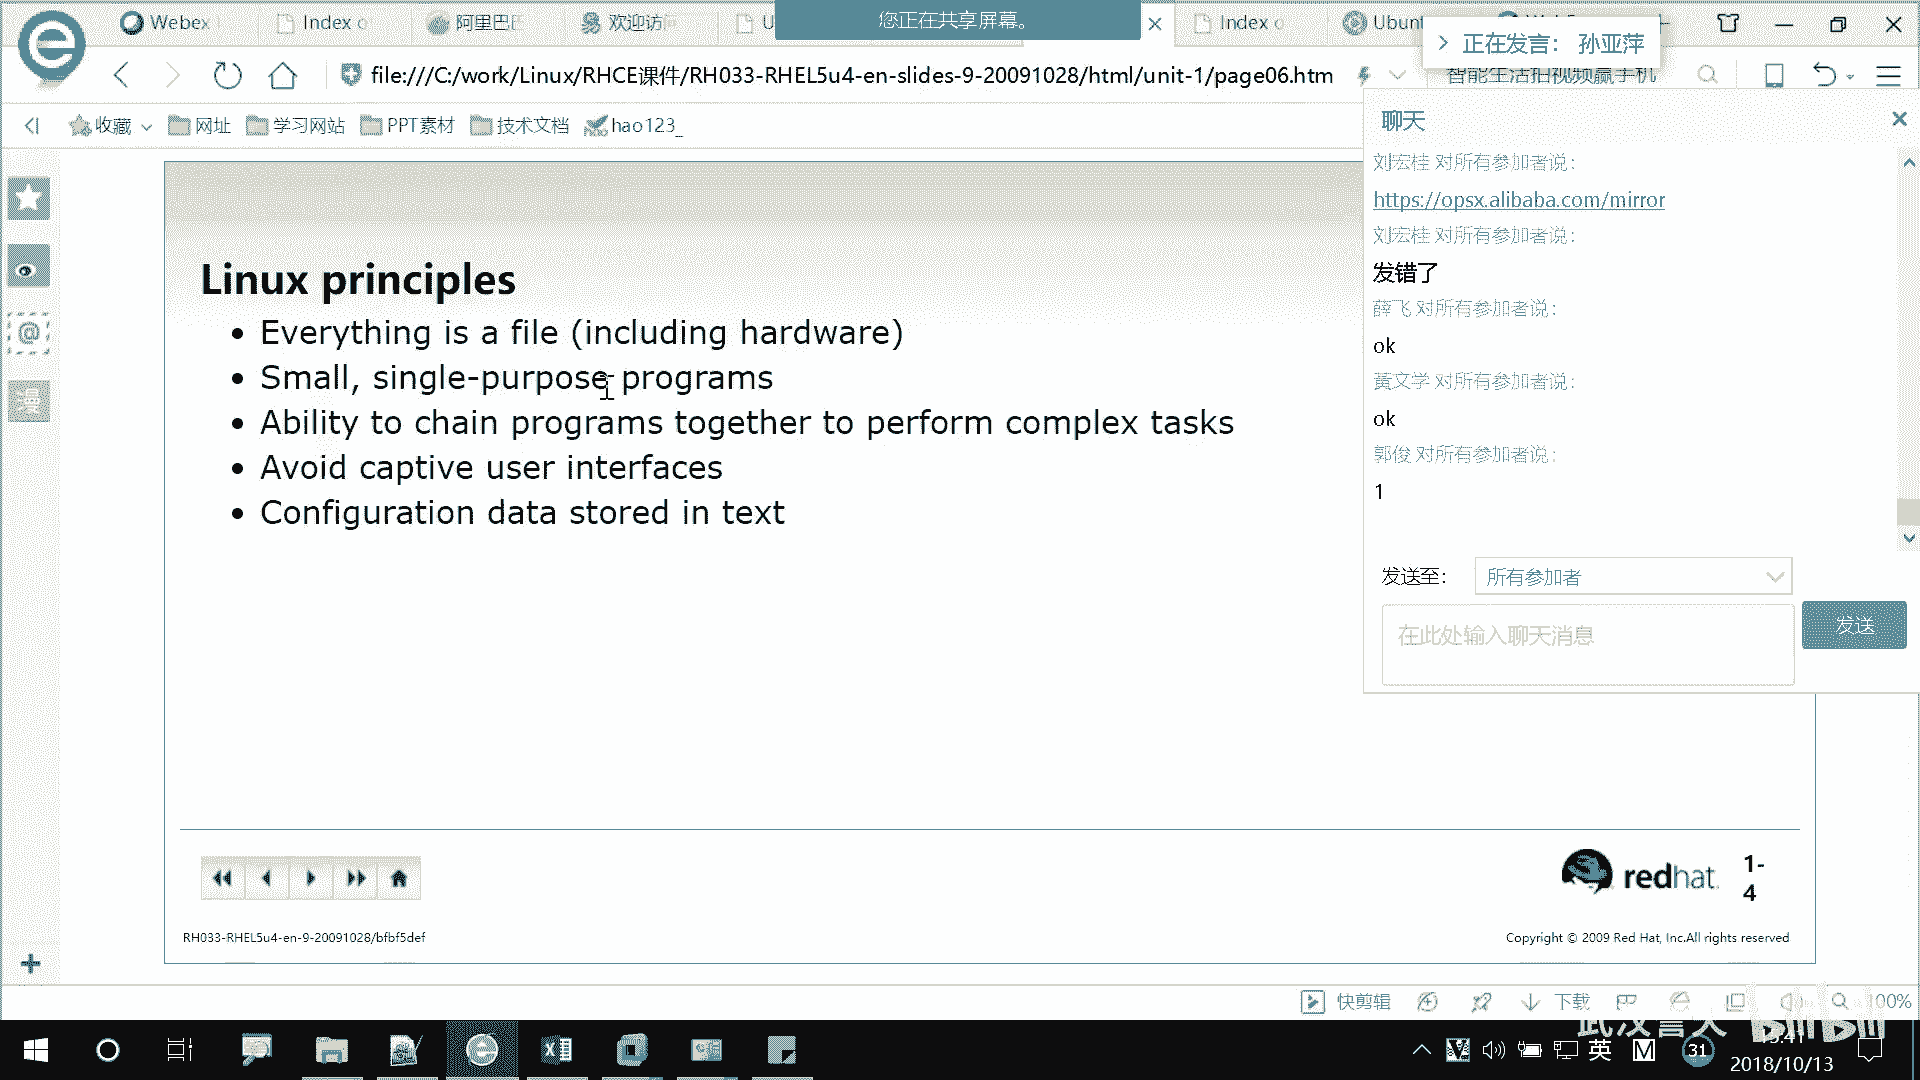 Webex
Index o
阿里巴巴
欢迎访问
U
您正在共享屏幕。
Index o
Ubunt
正在发言： 孙亚萍
file:///C:/work/Linux/RHCE课件/RH033-RHEL5u4-en-slides-9-20091028/html/unit-1/page06.htm
智能生活拍视频赢手机
收藏
网址
学习网站
PPT素材
技术文档
hao123_
聊天
刘宏桂 对所有参加者说：
https://opsx.alibaba.com/mirror
刘宏桂 对所有参加者说：
发错了
薛飞 对所有参加者说：
ok
黃文学 对所有参加者说：
ok
郭俊 对所有参加者说：
1
发送至：
所有参加者
在此处输入聊天消息
发送
Linux principles
• Everything is a file (including hardware)
• Small, single-purpose programs
• Ability to chain programs together to perform complex tasks
• Avoid captive user interfaces
• Configuration data stored in text
redhat.
1-
4
RH033-RHEL5u4-en-9-20091028/bfbf5def
Copyright © 2009 Red Hat, Inc.All rights reserved
快剪辑
下载
100%
bilibili
英
M
31
2018/10/13